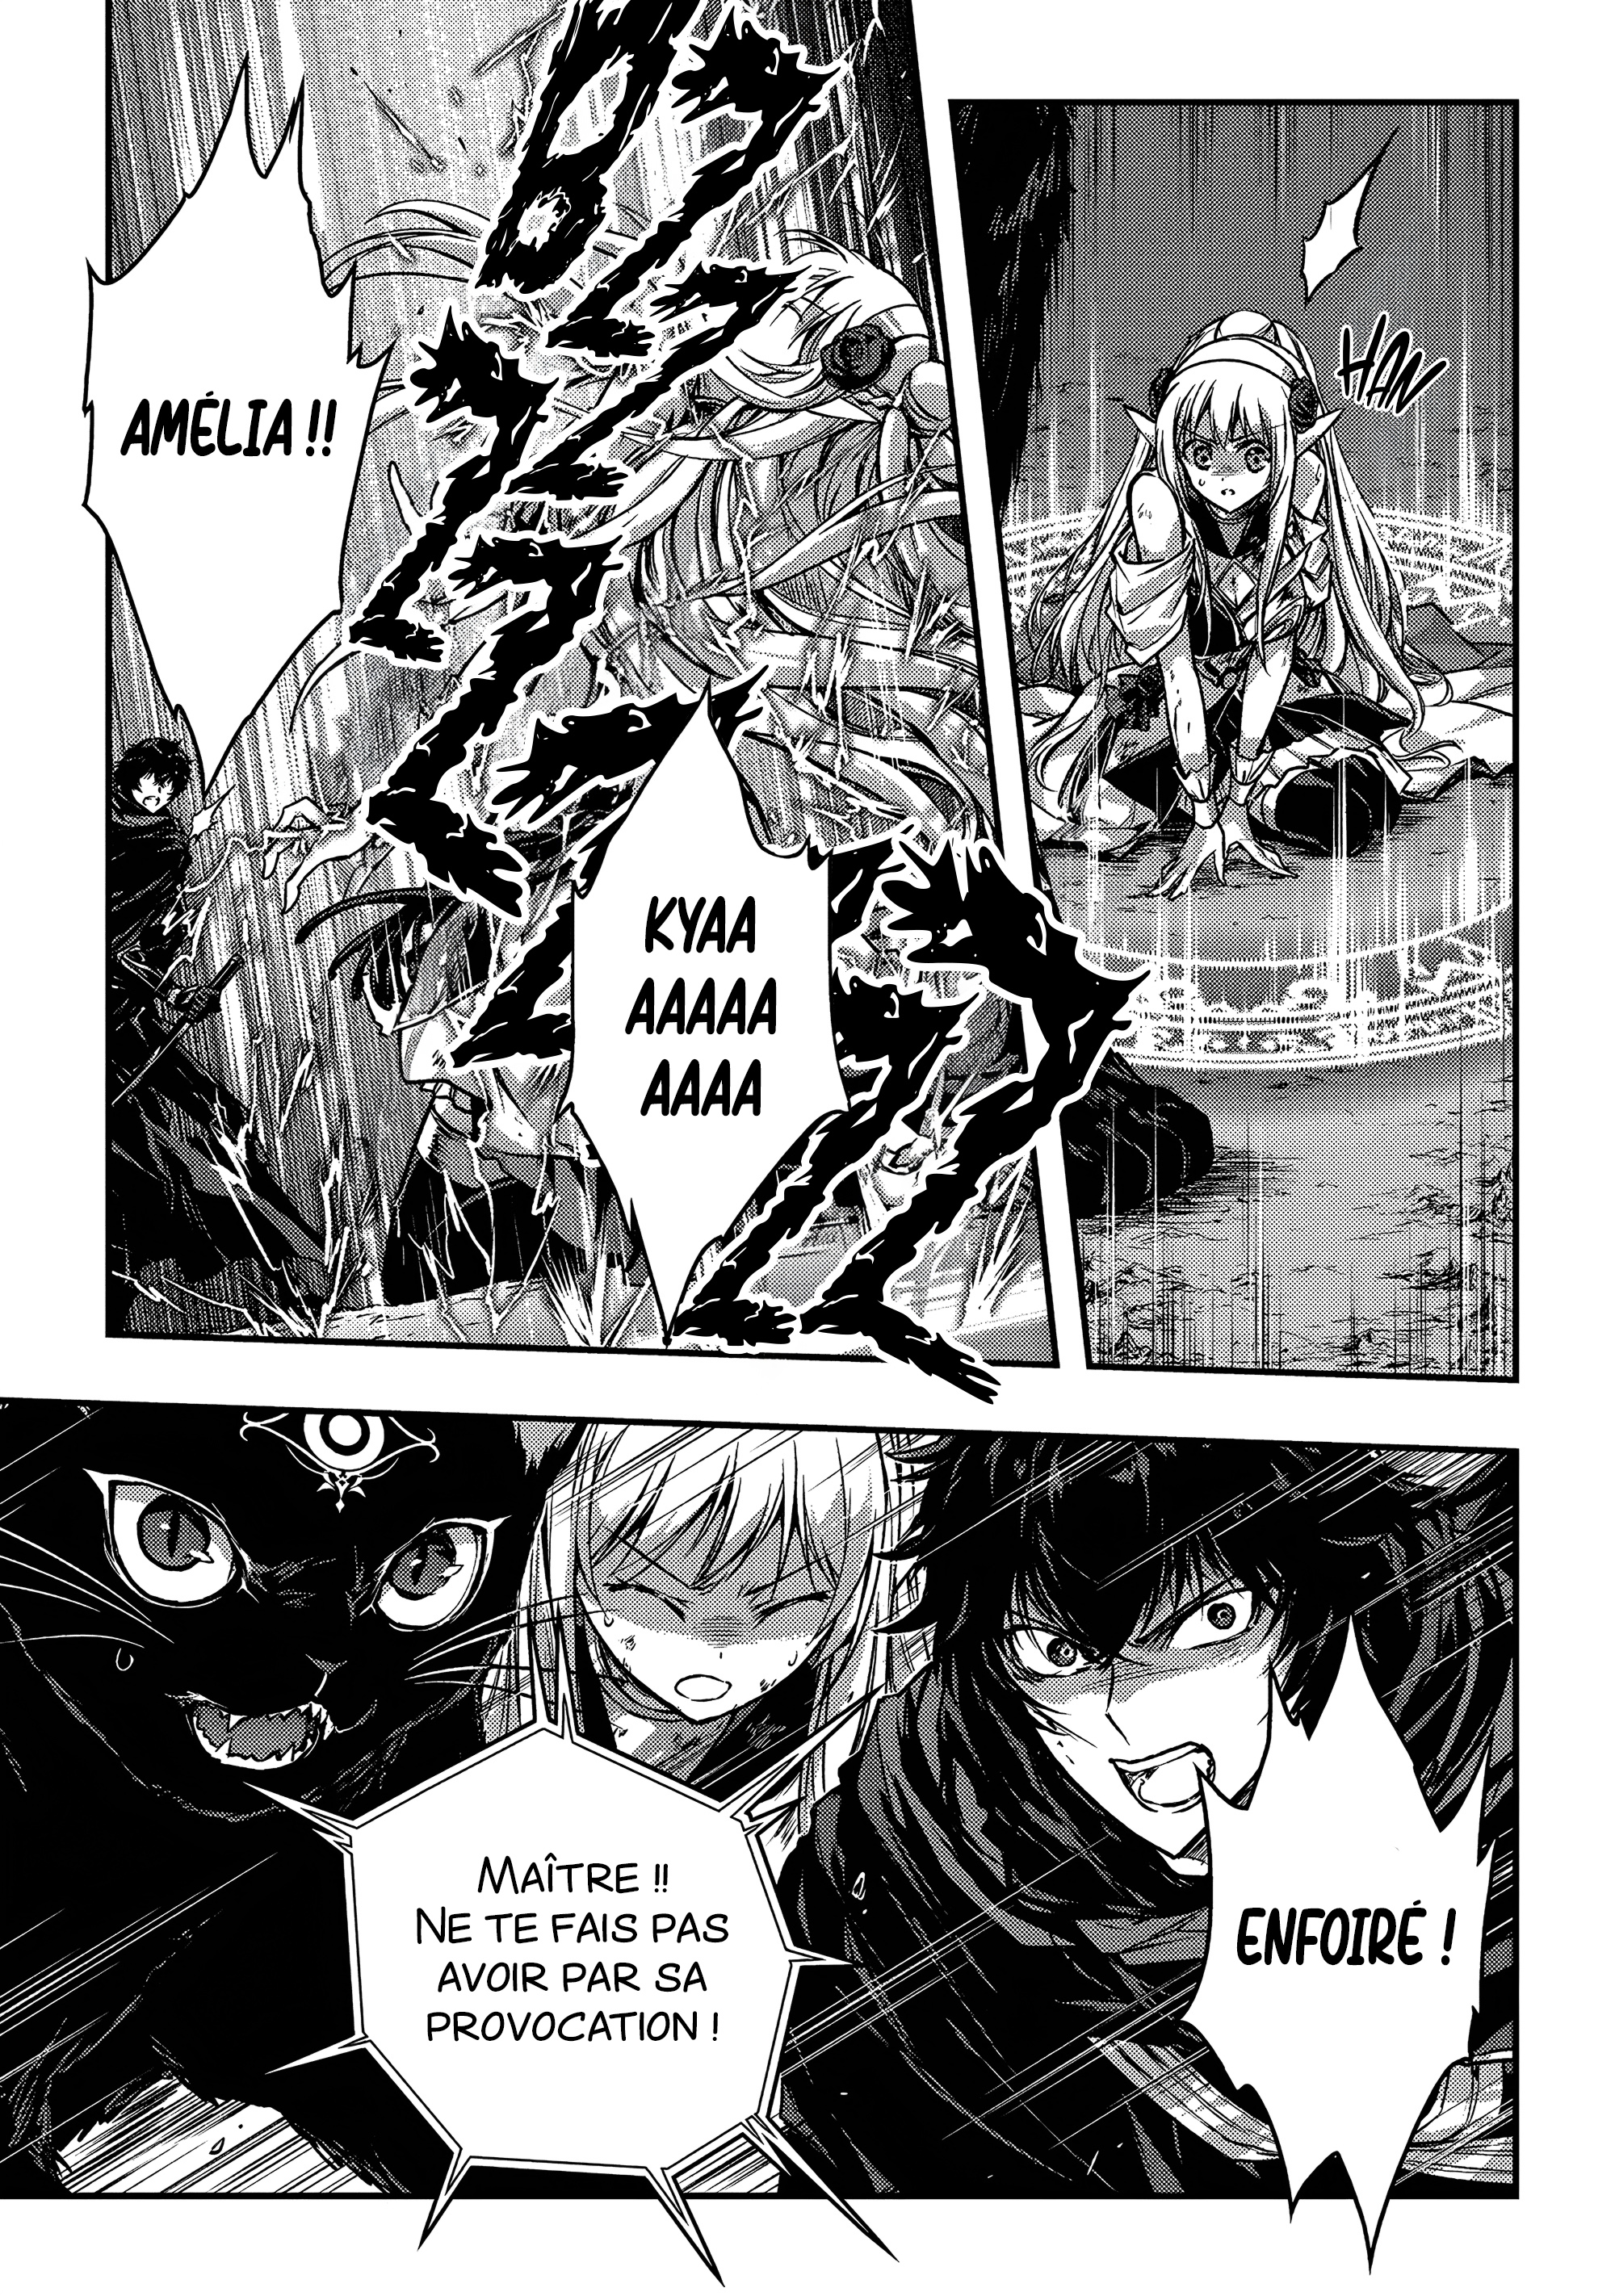 HAN
AMÉLIA !!
KYAA
AAAAA
AAAA
ENFOIRÉ !
MAÎTRE !!
NE TE FAIS PAS
AVOIR PAR SA
PROVOCATION !